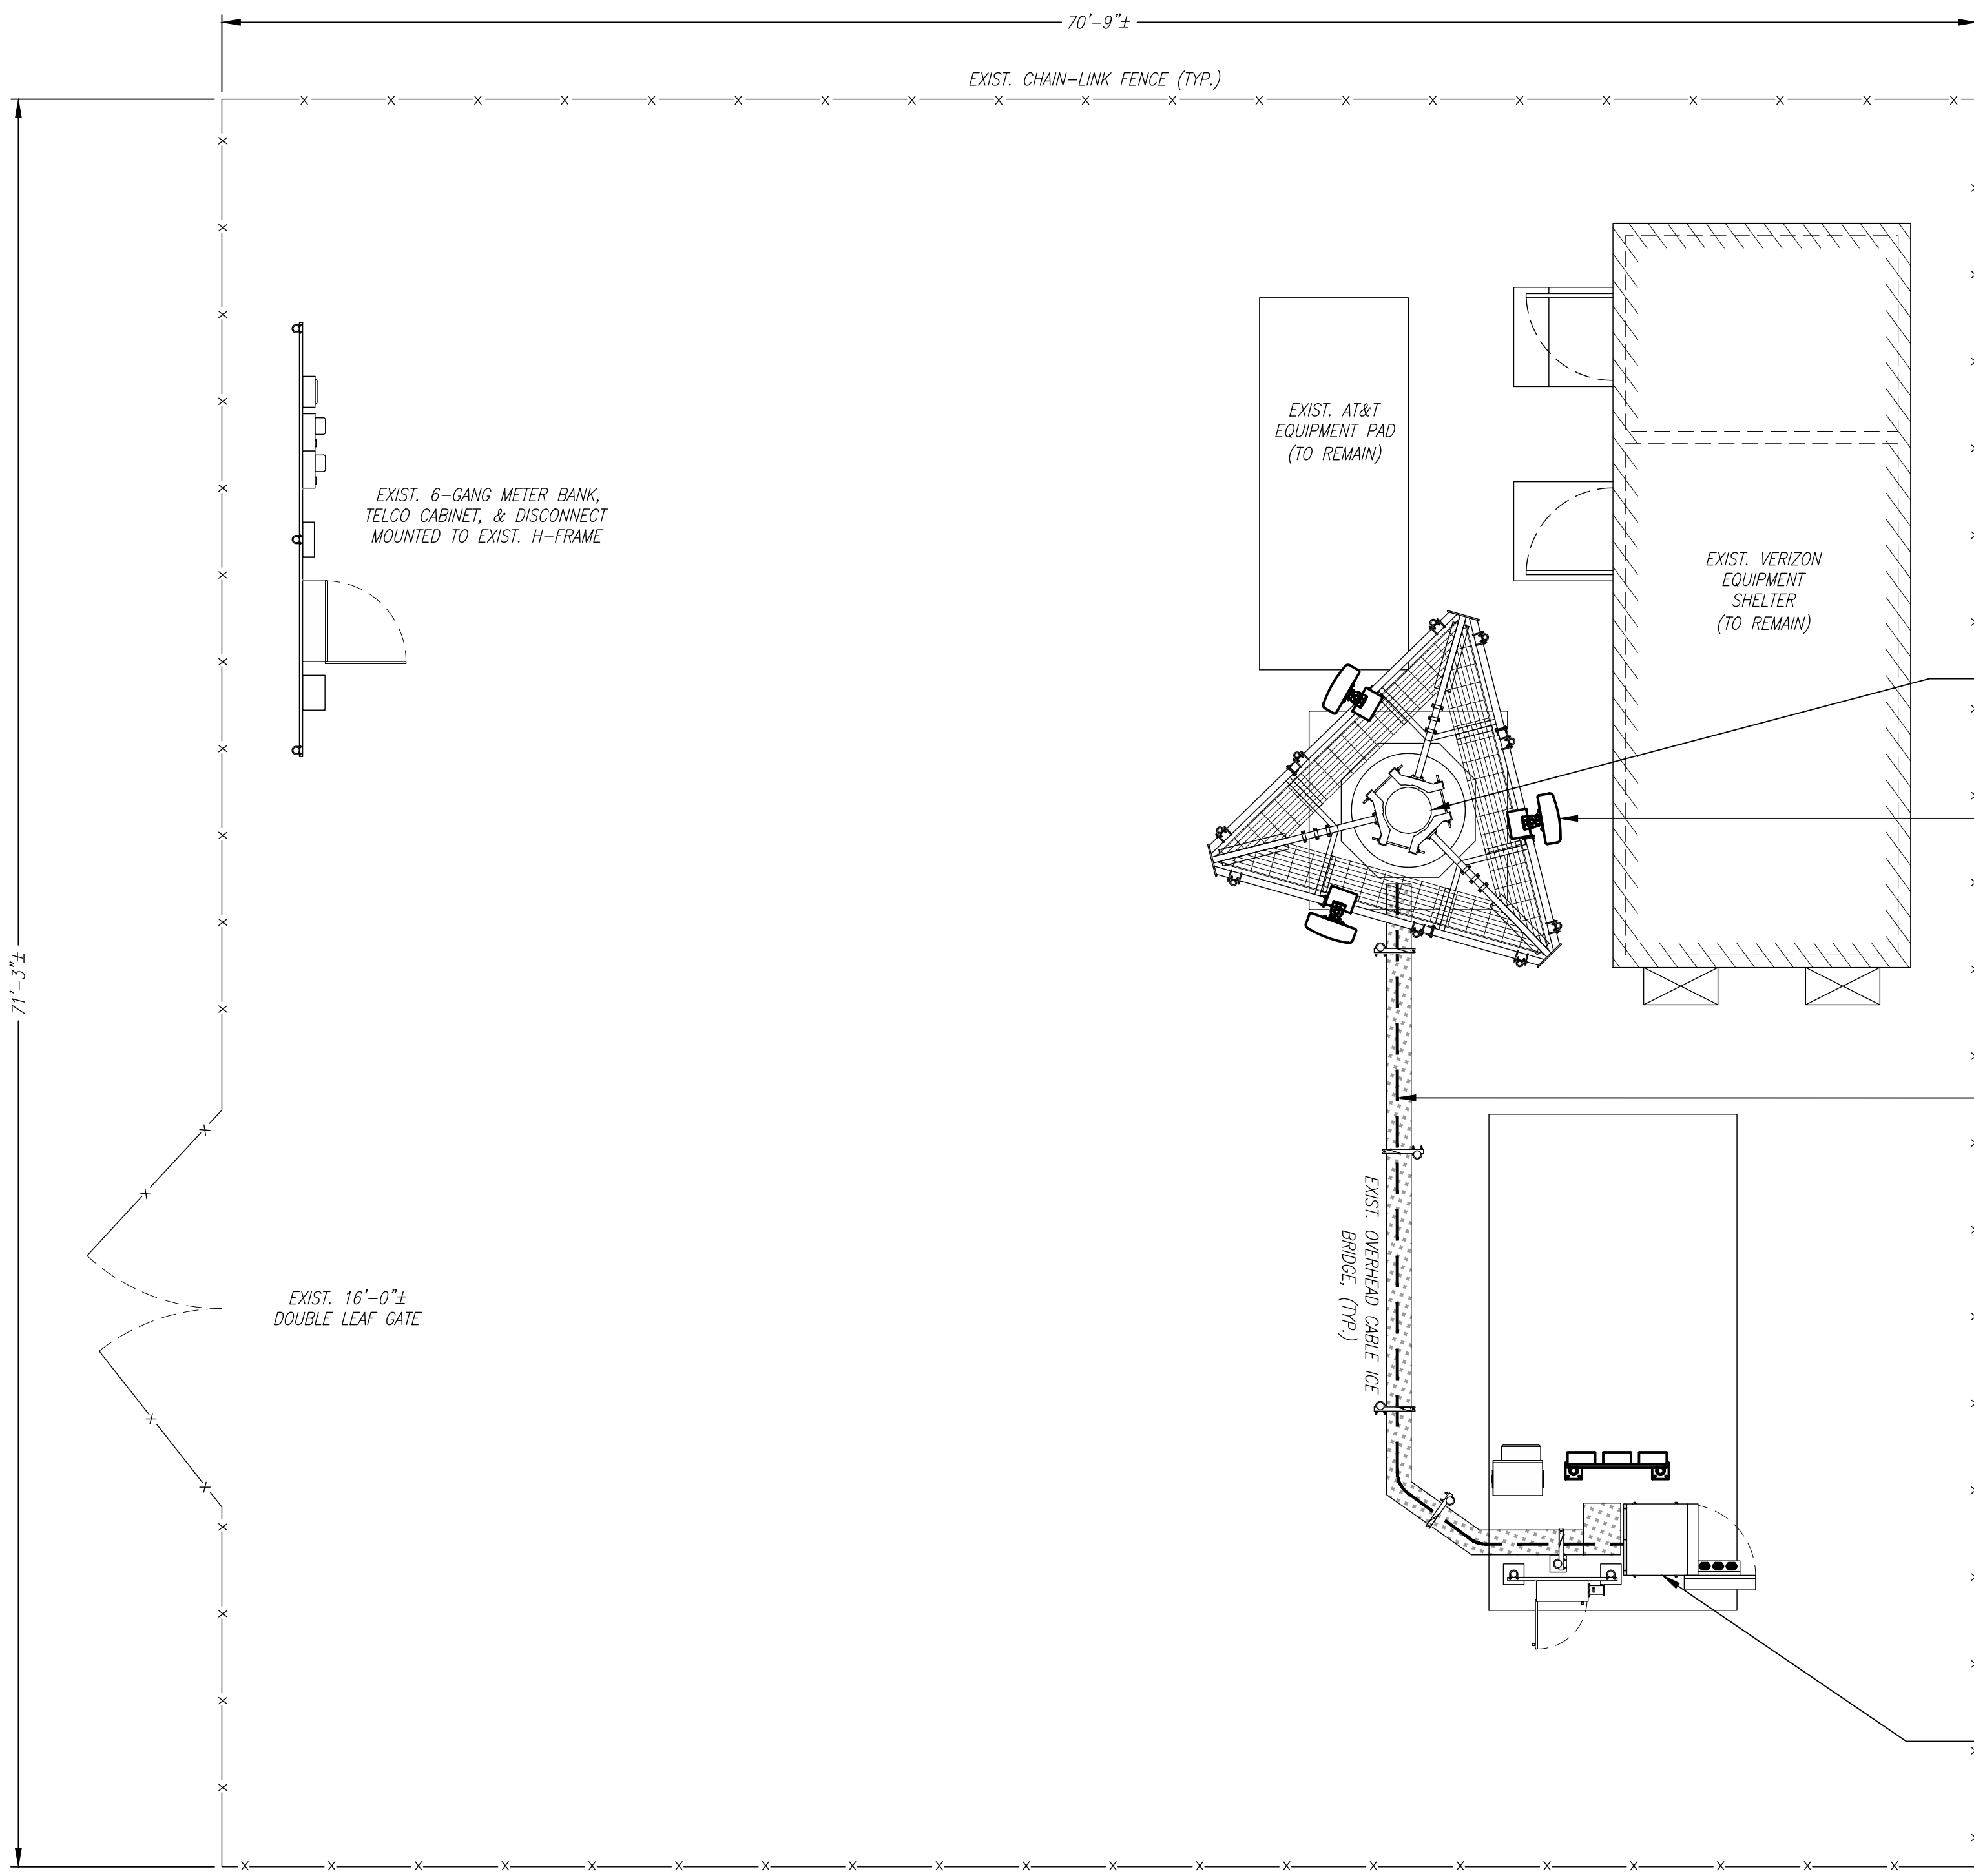 70'-9"±
EXIST. CHAIN-LINK FENCE (TYP.)
EXIST. AT&T
EQUIPMENT PAD
(TO REMAIN)
EXIST. 6-GANG METER BANK,
TELCO CABINET, & DISCONNECT
MOUNTED TO EXIST. H-FRAME
EXIST. VERIZON
EQUIPMENT
SHELTER
(TO REMAIN)
71'-3"±
EXIST. OVERHEAD CABLE ICE
BRIDGE, (TYP.)
EXIST. 16'-0"±
DOUBLE LEAF GATE